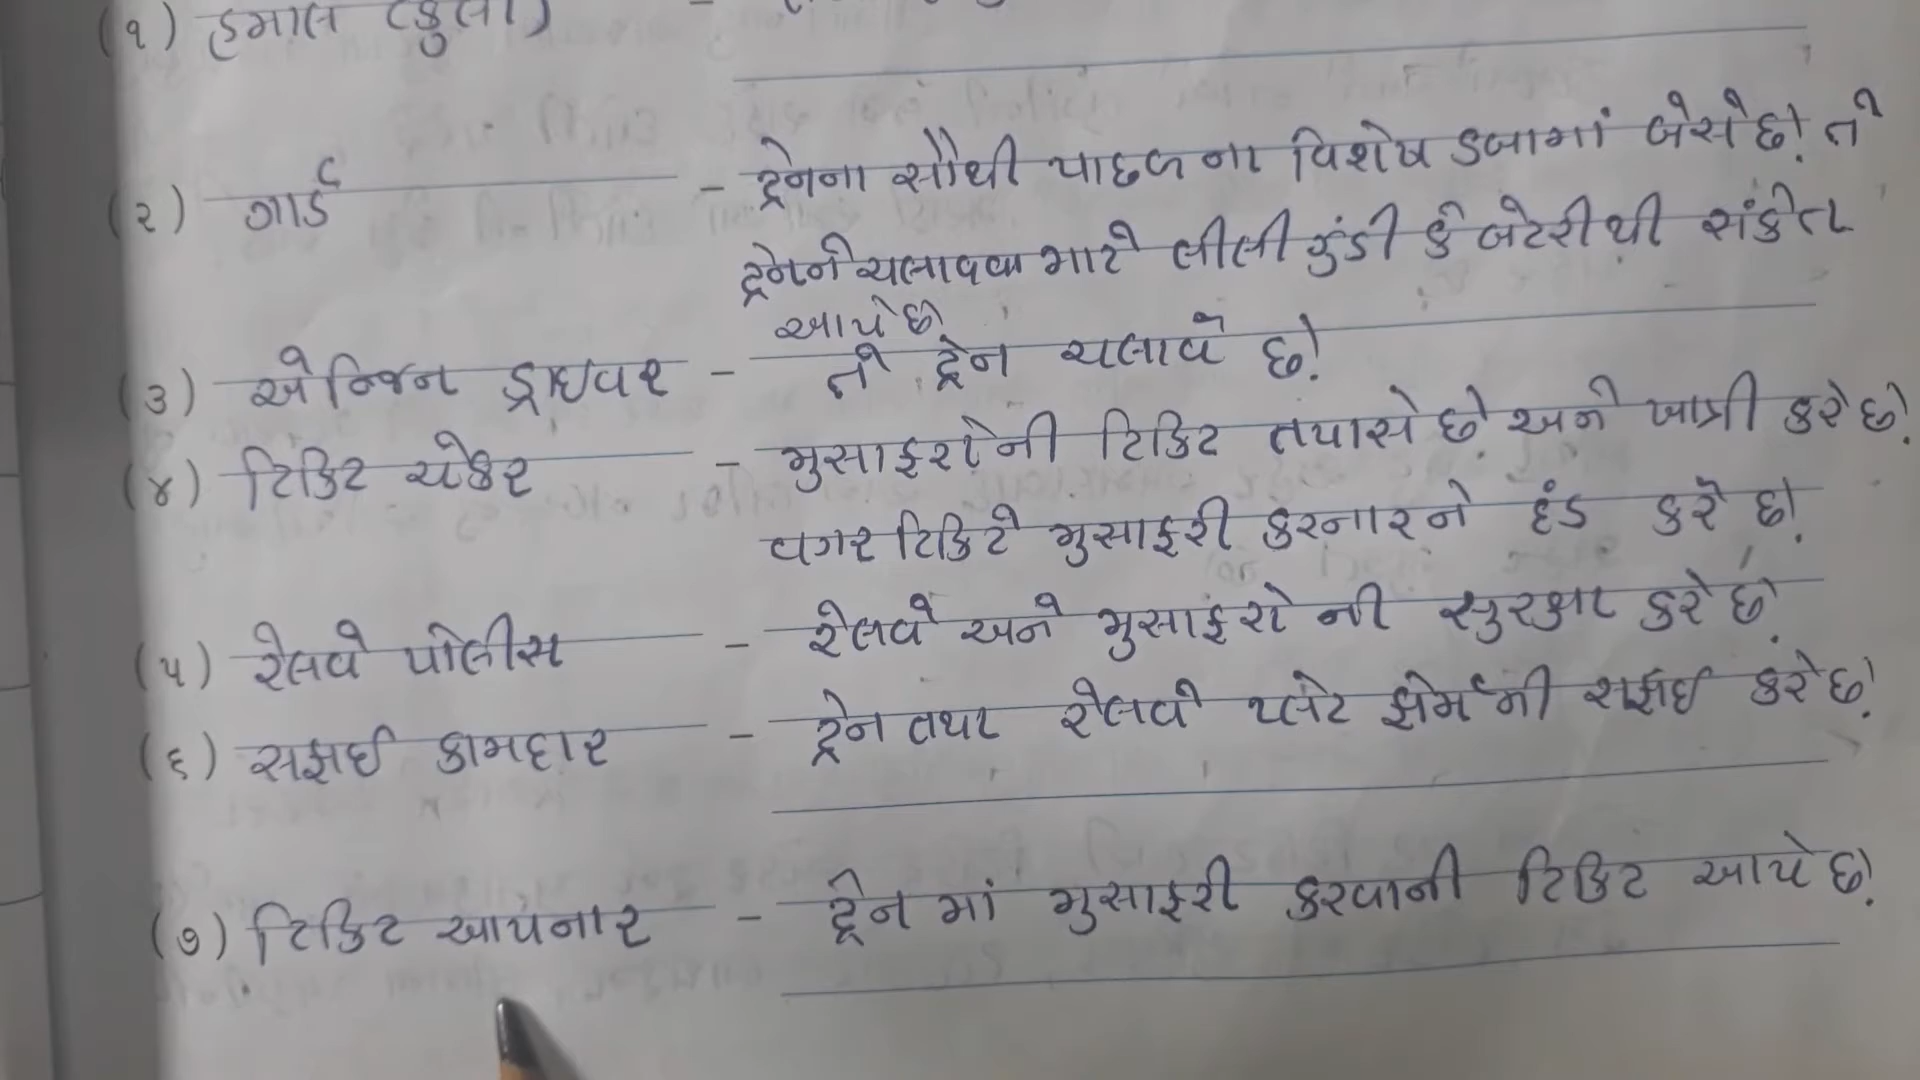 (૧) હમાલ (કુલી) -
(૨) ગાર્ડ - ટ્રેનના સૌથી પાછળના વિશેષ ડબામાં બેસે છે. તે
ટ્રેનને ચલાવવા માટે લીલી ઝંડી કે બેટરીથી સંકેત
આપે છે
(૩) એન્જિન ડ્રાઇવર - તે ટ્રેન ચલાવે છે.
(૪) ટિકિટ ચેકર - મુસાફરોની ટિકિટ તપાસે છે અને ખાત્રી કરે છે.
વગર ટિકિટે મુસાફરી કરનારને દંડ કરે છે.
(૫) રેલવે પોલીસ - રેલવે અને મુસાફરોની સુરક્ષા કરે છે.
(૬) સફાઈ કામદાર - ટ્રેન તથા રેલવે પ્લેટ ફોર્મની સફાઈ કરે છે.
(૭) ટિકિટ આપનાર - ટ્રેનમાં મુસાફરી કરવાની ટિકિટ આપે છે.